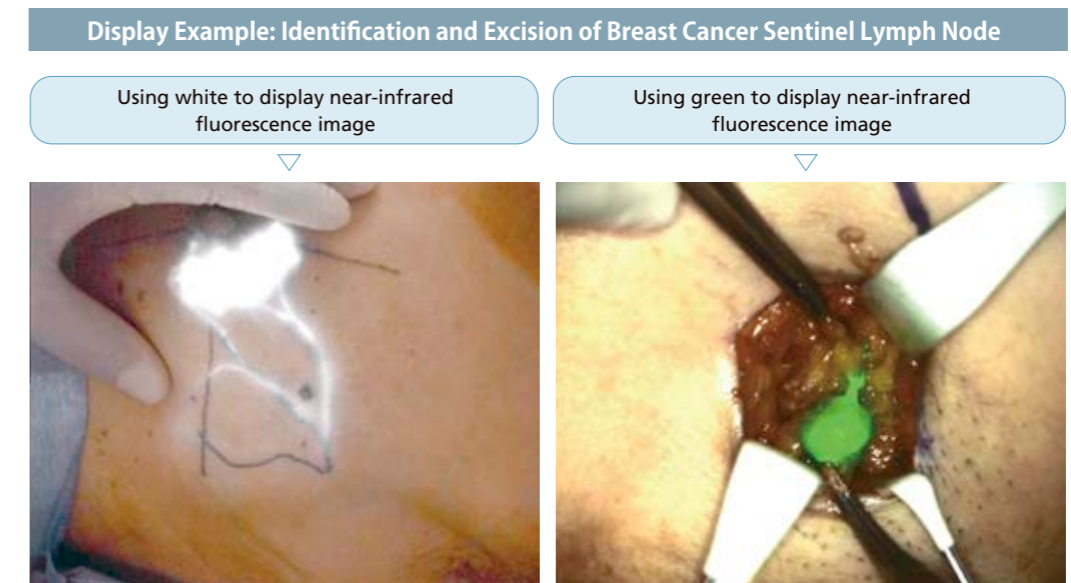 Display Example: Identification and Excision of Breast Cancer Sentinel Lymph Node
Using white to display near-infrared
fluorescence image
Using green to display near-infrared
fluorescence image